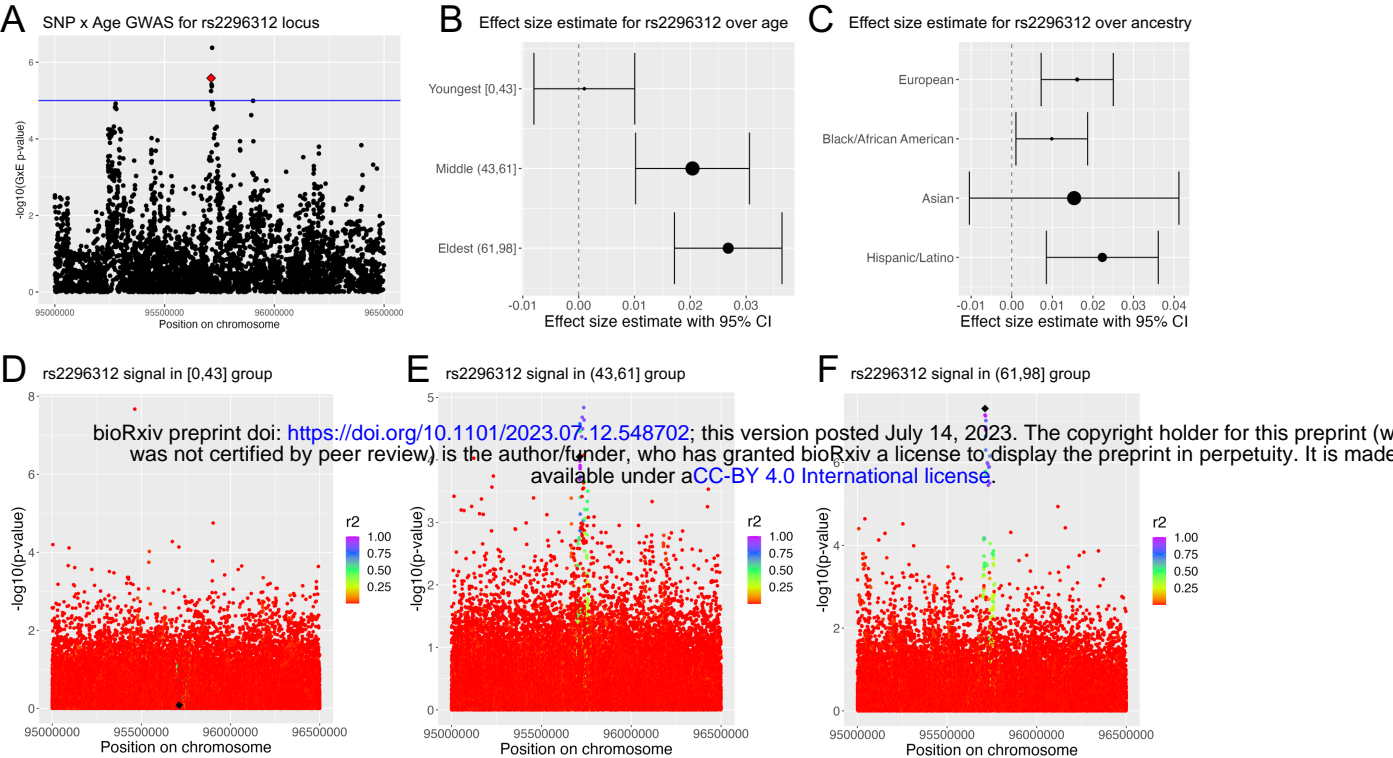 A SNP x Age GWAS for rs2296312 locus
-log10(GxE p-value)
6
4
2
0
95000000 95500000 96000000 96500000
Position on chromosome
B Effect size estimate for rs2296312 over age
Youngest [0,43]
Middle (43,61]
Eldest (61,98]
-0.01 0.00 0.01 0.02 0.03
Effect size estimate with 95% CI
C Effect size estimate for rs2296312 over ancestry
European
Black/African American
Asian
Hispanic/Latino
-0.01 0.00 0.01 0.02 0.03 0.04
Effect size estimate with 95% CI
bioRxiv preprint doi: https://doi.org/10.1101/2023.07.12.548702; this version posted July 14, 2023. The copyright holder for this preprint (w
was not certified by peer review) is the author/funder, who has granted bioRxiv a license to display the preprint in perpetuity. It is made
available under aCC-BY 4.0 International license.
D rs2296312 signal in [0,43] group
-log10(p-value)
8
4
2
0
r2
1.00
0.75
0.50
0.25
95000000 95500000 96000000 96500000
Position on chromosome
E rs2296312 signal in (43,61] group
-log10(p-value)
5
4
3
2
1
0
r2
1.00
0.75
0.50
0.25
95000000 95500000 96000000 96500000
Position on chromosome
F rs2296312 signal in (61,98] group
-log10(p-value)
4
2
0
r2
1.00
0.75
0.50
0.25
95000000 95500000 96000000 96500000
Position on chromosome